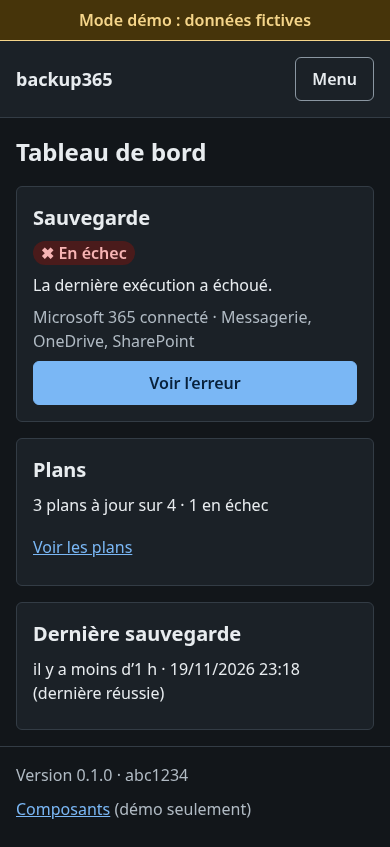 Mode démo : données fictives
backup365
Menu
Tableau de bord
Sauvegarde
✖ En échec
La dernière exécution a échoué.
Microsoft 365 connecté · Messagerie,
OneDrive, SharePoint
Voir l’erreur
Plans
3 plans à jour sur 4 · 1 en échec
Voir les plans
Dernière sauvegarde
il y a moins d’1 h · 19/11/2026 23:18
(dernière réussie)
Version 0.1.0 · abc1234
Composants (démo seulement)